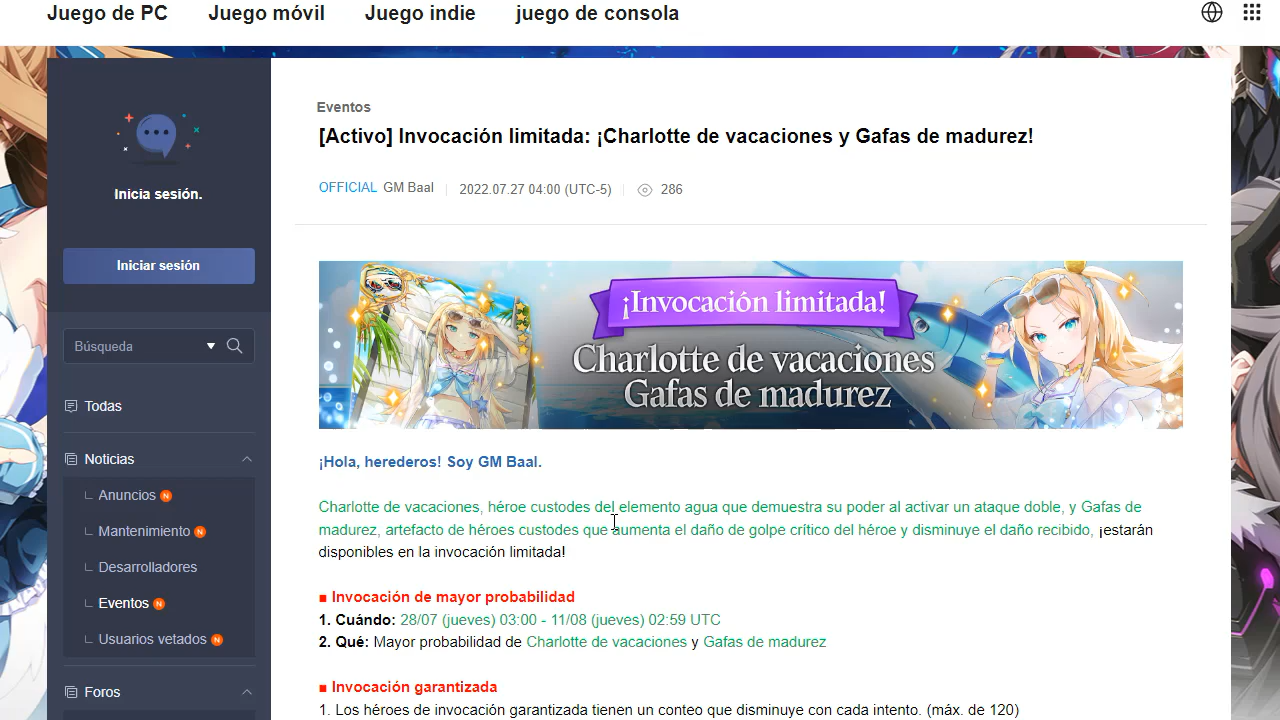 Juego de PC Juego móvil Juego indie juego de consola
Inicia sesión.
Iniciar sesión
Búsqueda
Todas
Noticias
Anuncios N
Mantenimiento N
Desarrolladores
Eventos N
Usuarios vetados N
Foros
Eventos
[Activo] Invocación limitada: ¡Charlotte de vacaciones y Gafas de madurez!
OFFICIAL GM Baal 2022.07.27 04:00 (UTC-5) 286
¡Invocación limitada!
Charlotte de vacaciones
Gafas de madurez
¡Hola, herederos! Soy GM Baal.
Charlotte de vacaciones, héroe custodes del elemento agua que demuestra su poder al activar un ataque doble, y Gafas de
madurez, artefacto de héroes custodes que aumenta el daño de golpe crítico del héroe y disminuye el daño recibido, ¡estarán
disponibles en la invocación limitada!
■ Invocación de mayor probabilidad
1. Cuándo: 28/07 (jueves) 03:00 - 11/08 (jueves) 02:59 UTC
2. Qué: Mayor probabilidad de Charlotte de vacaciones y Gafas de madurez
■ Invocación garantizada
1. Los héroes de invocación garantizada tienen un conteo que disminuye con cada intento. (máx. de 120)